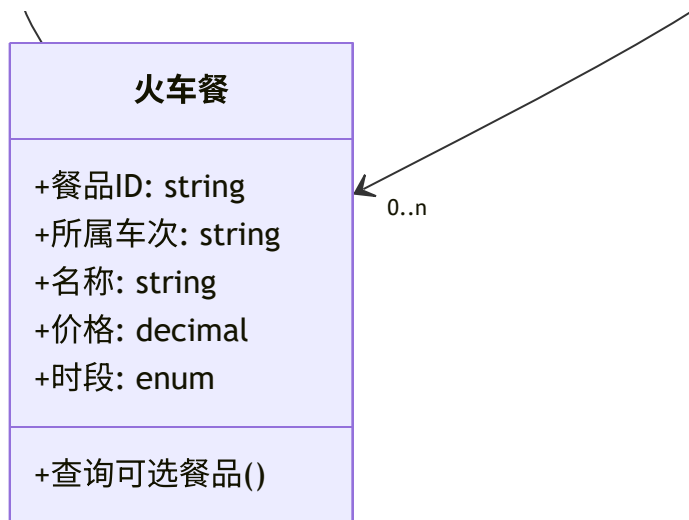 火车餐
+餐品ID: string
0..n
+所属车次: string
+名称: string
+价格: decimal
+时段: enum
+查询可选餐品()